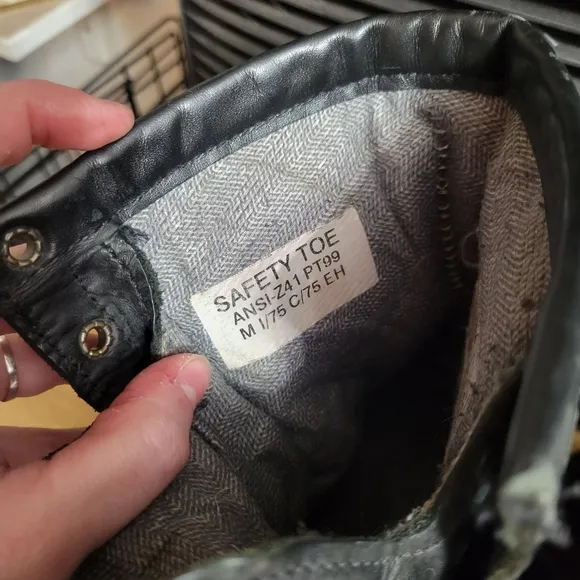 SAFETY TOE
ANSI-Z41 PT99
M I/75 C/75 EH